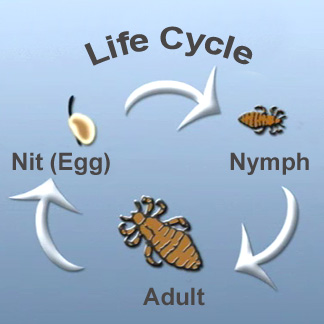 Life Cycle
Nit (Egg)
Nymph
Adult